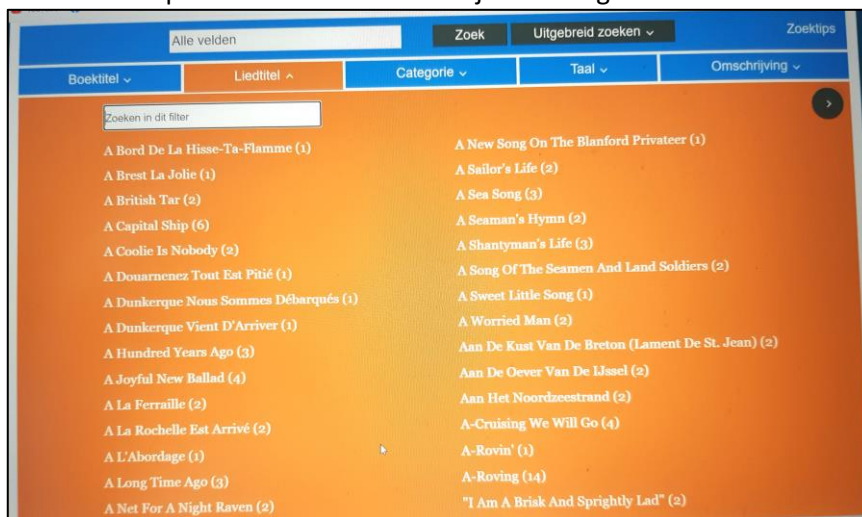 Alle velden
Zoek
Uitgebreid zoeken
Zoektips
Boektitel
Liedtitel
Categorie
Taal
Omschrijving
Zoeken in dit filter
A Bord De La Hisse-Ta-Flamme (1)
A Brest La Jolie (1)
A British Tar (2)
A Capital Ship (6)
A Coolie Is Nobody (2)
A Douarnenez Tout Est Pitié (1)
A Dunkerque Nous Sommes Débarqués (1)
A Dunkerque Vient D'Arriver (1)
A Hundred Years Ago (3)
A Joyful New Ballad (4)
A La Ferraille (2)
A La Rochelle Est Arrivé (2)
A L'Abordage (1)
A Long Time Ago (3)
A Net For A Night Raven (2)
A New Song On The Blanford Privateer (1)
A Sailor's Life (2)
A Sea Song (3)
A Seaman's Hymn (2)
A Shantyman's Life (3)
A Song Of The Seamen And Land Soldiers (2)
A Sweet Little Song (1)
A Worried Man (2)
Aan De Kust Van De Breton (Lament De St. Jean) (2)
Aan De Oever Van De IJssel (2)
Aan Het Noordzeestrand (2)
A-Cruising We Will Go (4)
A-Rovin' (1)
A-Roving (14)
"I Am A Brisk And Sprightly Lad" (2)